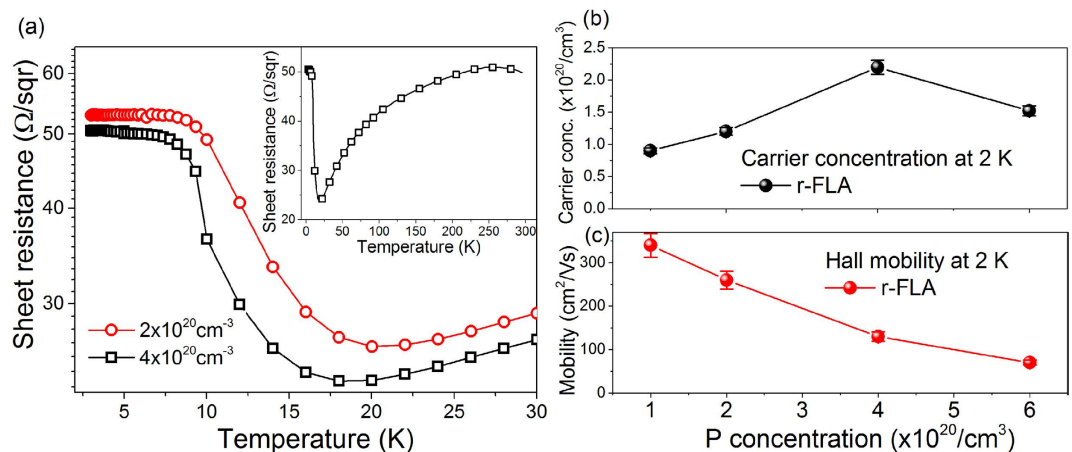 (a)
Sheet resistance (Ω/sqr)
60
50
30
5
10
15
20
25
30
Temperature (K)
2x10²⁰cm⁻³
4x10²⁰cm⁻³
Sheet resistance (Ω/sqr)
50
40
30
20
0
50
100
150
200
250
300
Temperature (K)
(b)
Carrier conc. (x10²⁰/cm³)
2.5
2.0
1.5
1.0
0.5
0.0
Carrier concentration at 2 K
r-FLA
(c)
Mobility (cm²/Vs)
300
200
100
0
Hall mobility at 2 K
r-FLA
1
2
3
4
5
6
P concentration (x10²⁰/cm³)